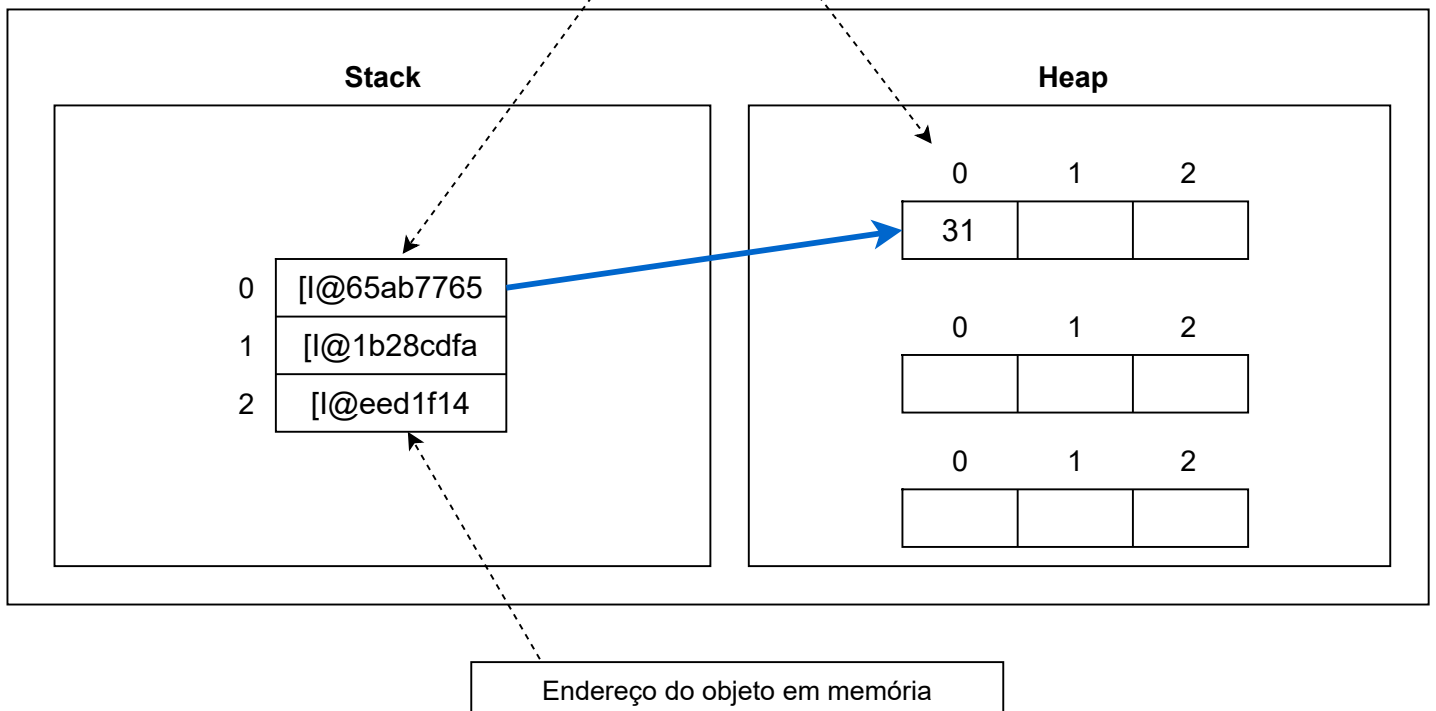 Stack
Heap
0 1 2
31
0 [I@65ab7765
1 [I@1b28cdfa
2 [I@eed1f14
0 1 2
0 1 2
Endereço do objeto em memória